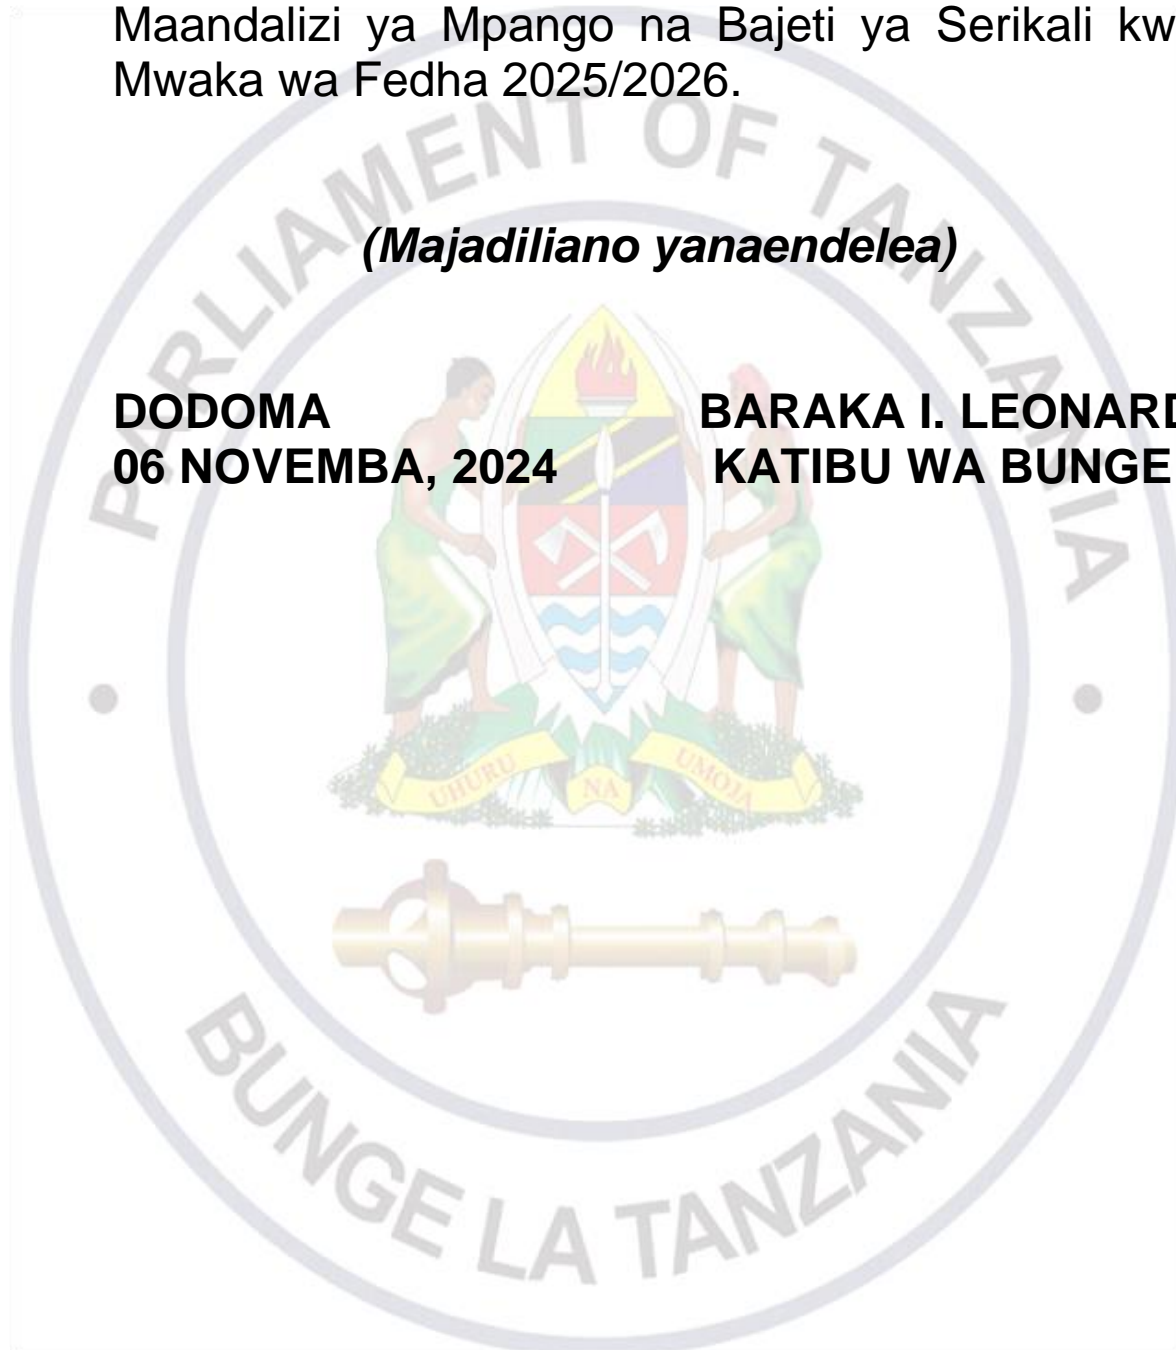 Maandalizi ya Mpango na Bajeti ya Serikali kw
Mwaka wa Fedha 2025/2026.
PARLIAMENT OF TANZANIA
(Majadiliano yanaendelea)
DODOMA BARAKA I. LEONARD
06 NOVEMBA, 2024 KATIBU WA BUNGE
UHURU NA UMOJA
BUNGE LA TANZANIA